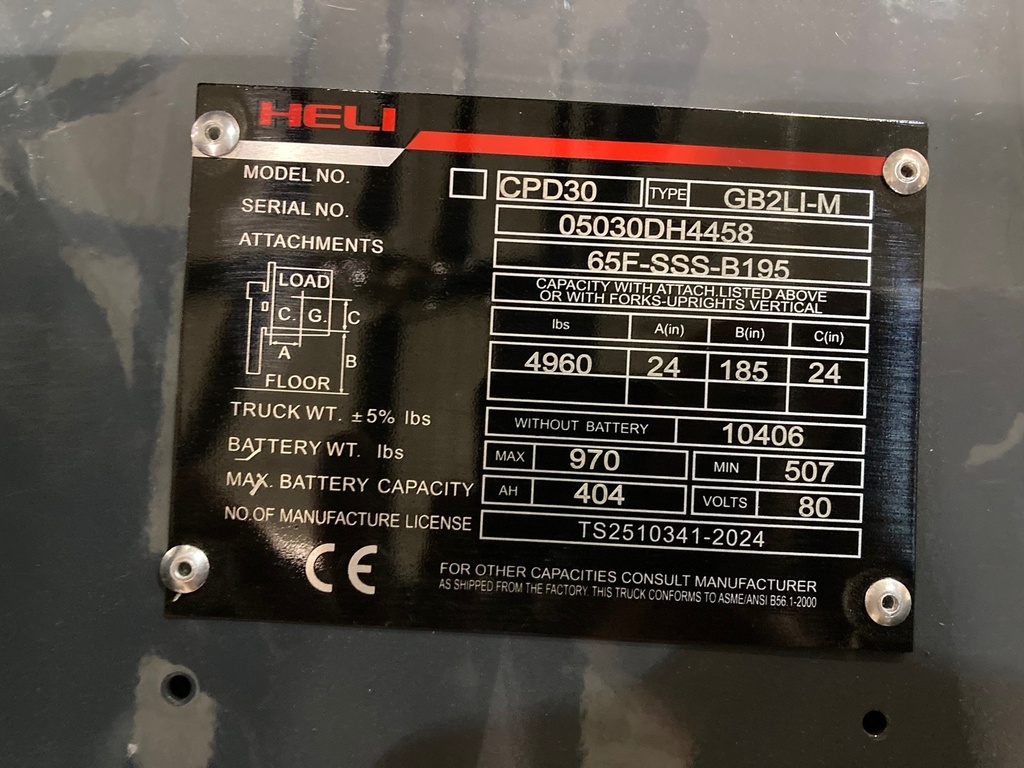 HELI
MODEL NO. CPD30 TYPE GB2LI-M
SERIAL NO. 05030DH4458
ATTACHMENTS 65F-SSS-B195
CAPACITY WITH ATTACH.LISTED ABOVE
OR WITH FORKS-UPRIGHTS VERTICAL
LOAD
C. G. C
A
B
FLOOR
lbs A(in) B(in) C(in)
4960 24 185 24
TRUCK WT. ±5% lbs WITHOUT BATTERY 10406
BATTERY WT. lbs MAX 970 MIN 507
MAX. BATTERY CAPACITY AH 404 VOLTS 80
NO.OF MANUFACTURE LICENSE TS2510341-2024
CE
FOR OTHER CAPACITIES CONSULT MANUFACTURER
AS SHIPPED FROM THE FACTORY. THIS TRUCK CONFORMS TO ASME/ANSI B56.1-2000